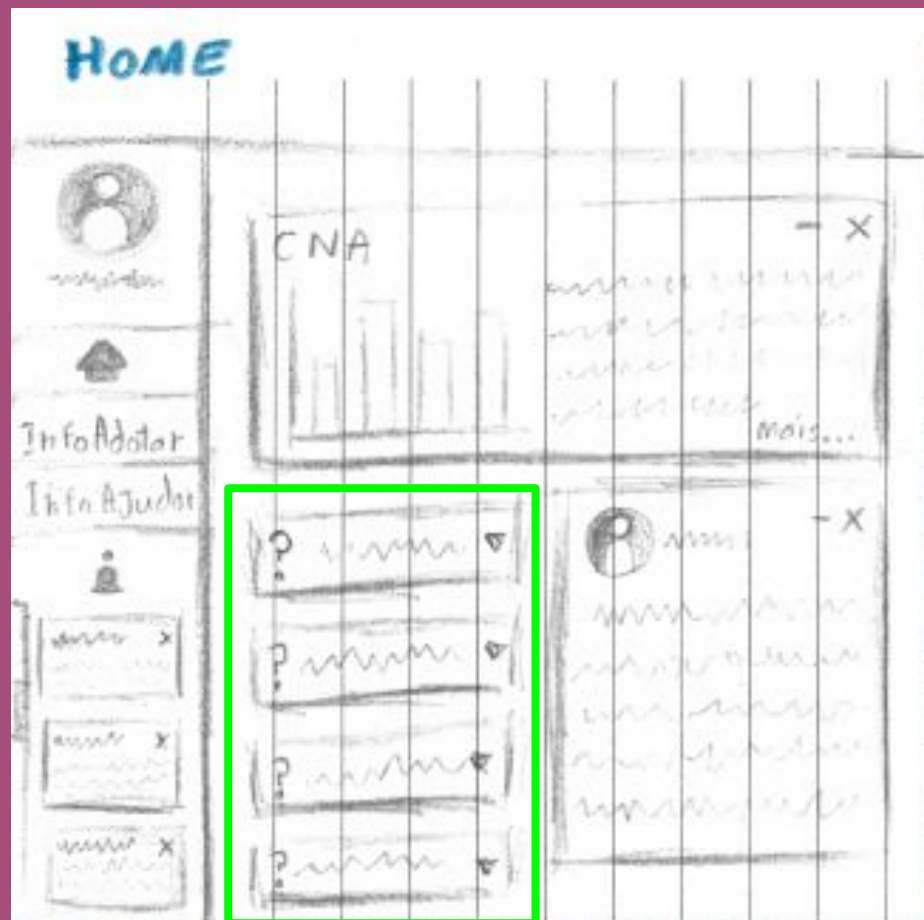 HOME
CNA
- X
InfoAdotar
mais...
InfoAjudar
- X
?
?
?
?
X
X
X